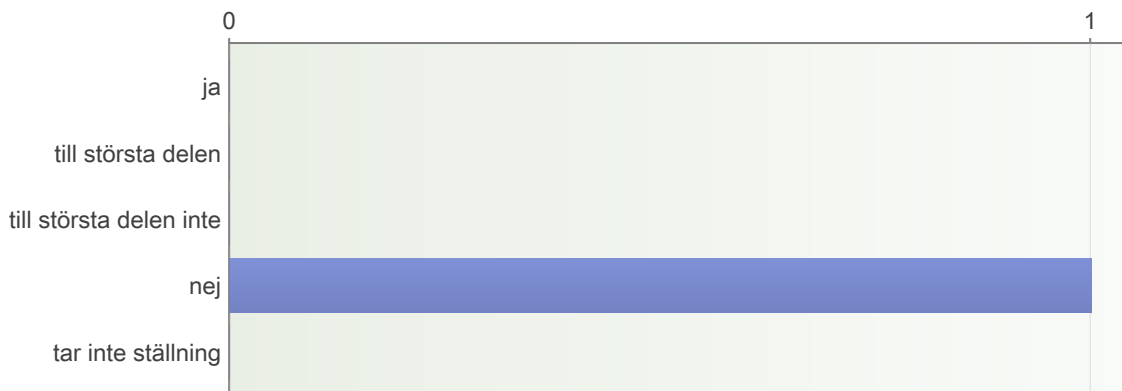 0 1
ja
till största delen
till största delen inte
nej
tar inte ställning